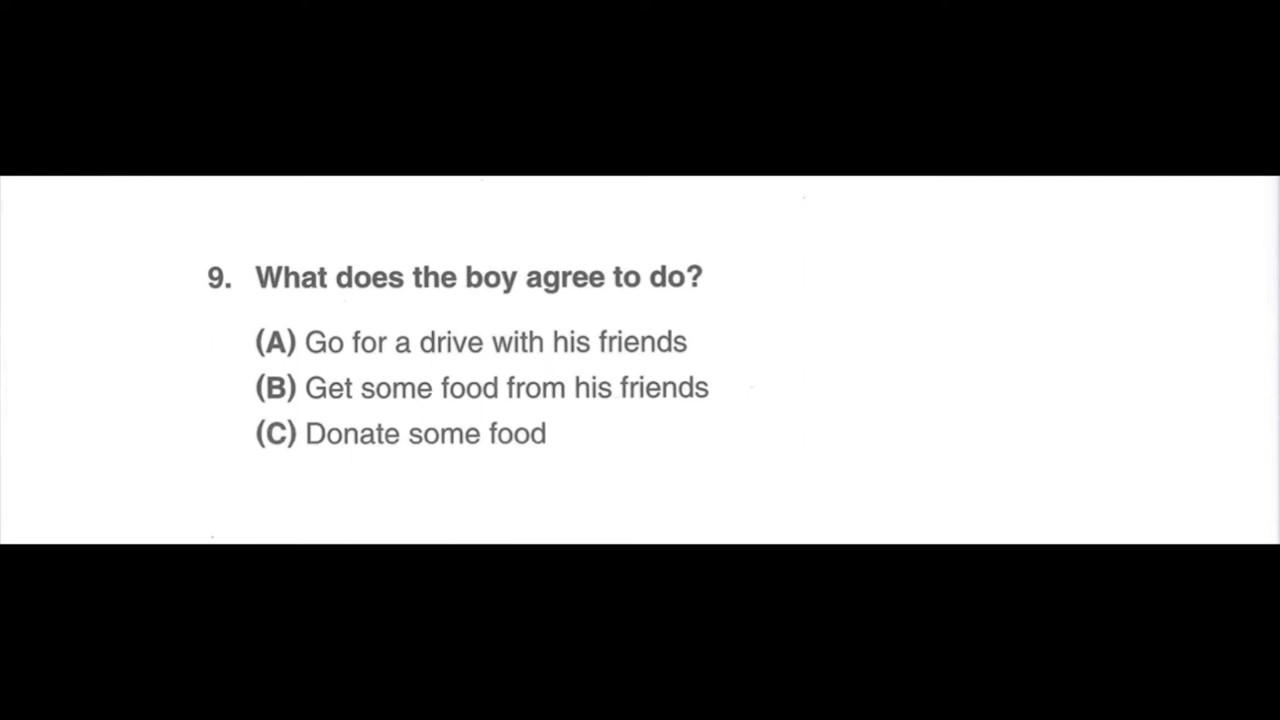 9. What does the boy agree to do?
(A) Go for a drive with his friends
(B) Get some food from his friends
(C) Donate some food